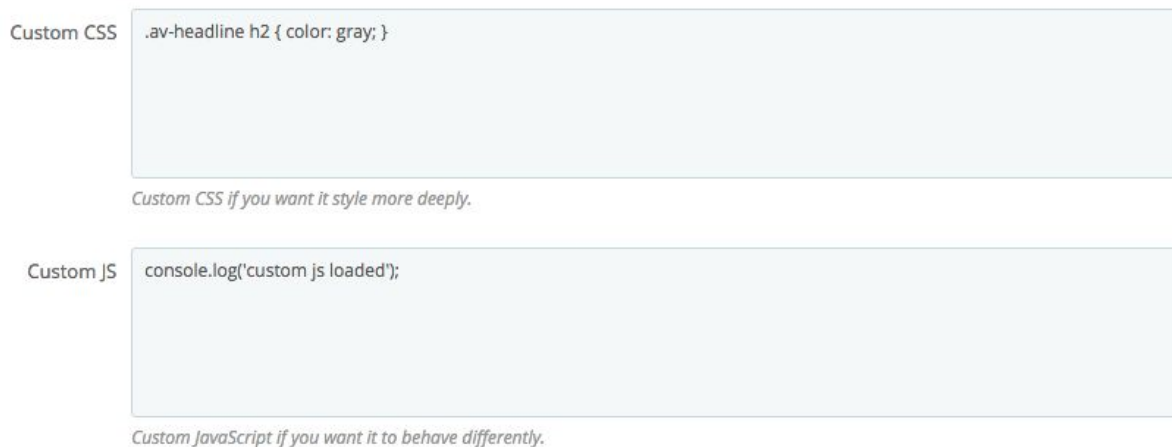 Custom CSS
.av-headline h2 { color: gray; }
Custom CSS if you want it style more deeply.
Custom JS
console.log('custom js loaded');
Custom JavaScript if you want it to behave differently.